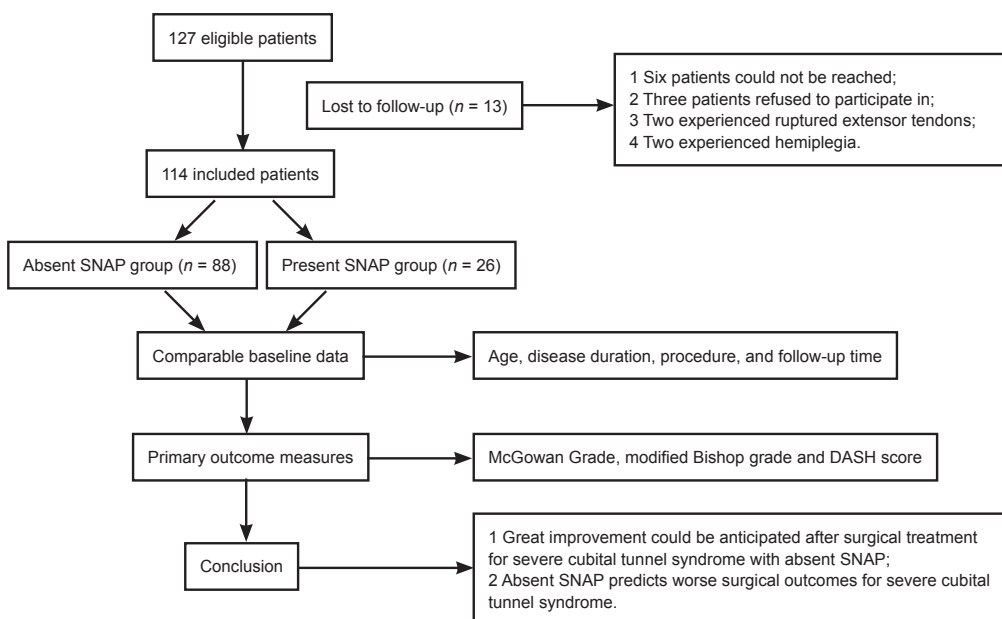 127 eligible patients
Lost to follow-up (n = 13)
1 Six patients could not be reached;
2 Three patients refused to participate in;
3 Two experienced ruptured extensor tendons;
4 Two experienced hemiplegia.
114 included patients
Absent SNAP group (n = 88)
Present SNAP group (n = 26)
Comparable baseline data
Age, disease duration, procedure, and follow-up time
Primary outcome measures
McGowan Grade, modified Bishop grade and DASH score
Conclusion
1 Great improvement could be anticipated after surgical treatment
for severe cubital tunnel syndrome with absent SNAP;
2 Absent SNAP predicts worse surgical outcomes for severe cubital
tunnel syndrome.